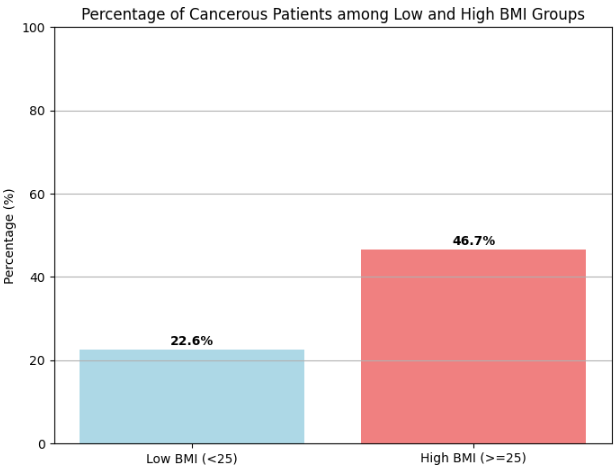 Percentage of Cancerous Patients among Low and High BMI Groups
Percentage (%)
100
80
60
40
20
0
22.6%
46.7%
Low BMI (<25)
High BMI (>=25)